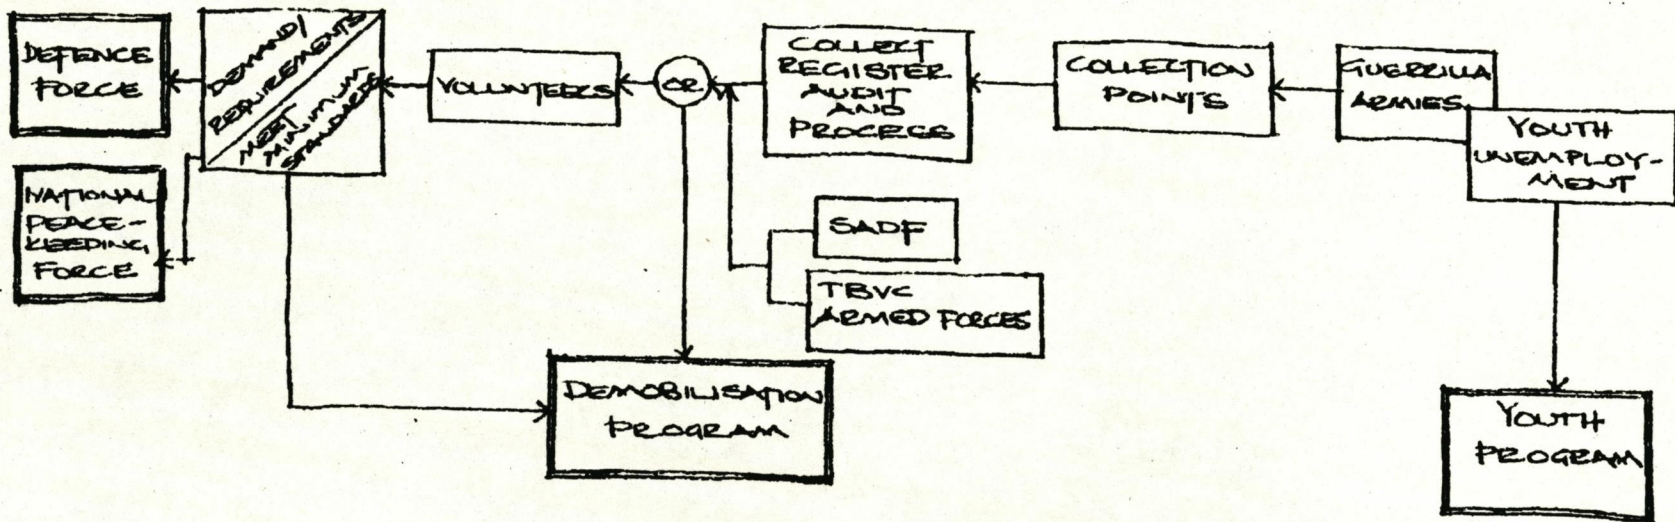 DEFENCE
FORCE
DEMAND/
REQUIREMENTS
MEET
MINIMUM
STANDARDS
VOLUNTEERS
OR
COLLECT
REGISTER
AUDIT
AND
PROCESS
COLLECTION
POINTS
GUERRILLA
ARMIES
YOUTH
UNEMPLOY-
MENT
NATIONAL
PEACE-
KEEPING
FORCE
SADF
TBVC
ARMED FORCES
DEMOBILISATION
PROGRAM
YOUTH
PROGRAM